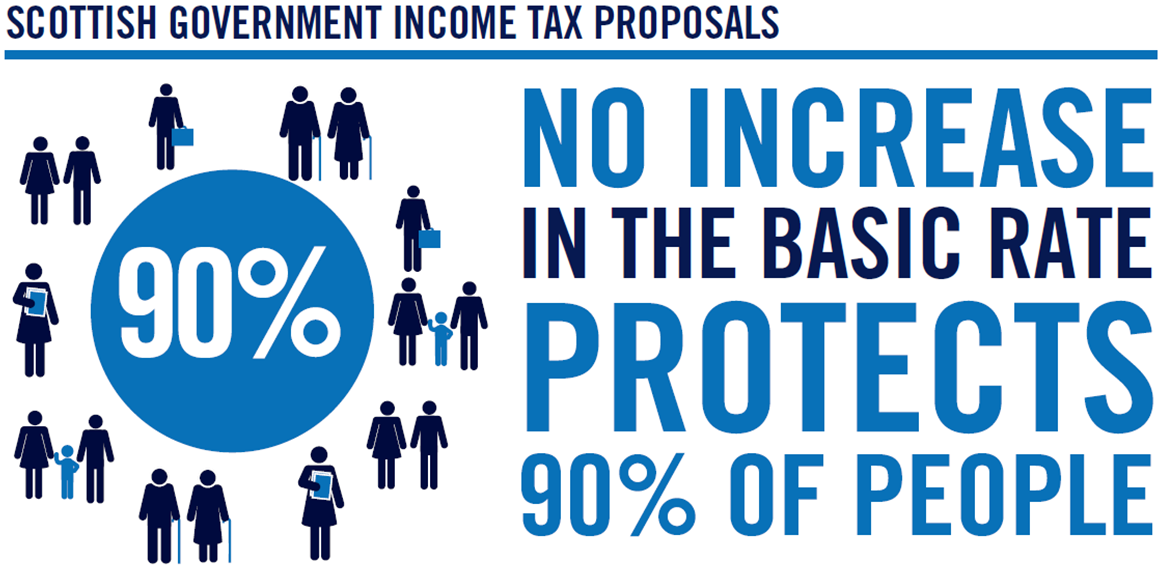 SCOTTISH GOVERNMENT INCOME TAX PROPOSALS
90%
NO INCREASE
IN THE BASIC RATE
PROTECTS
90% OF PEOPLE